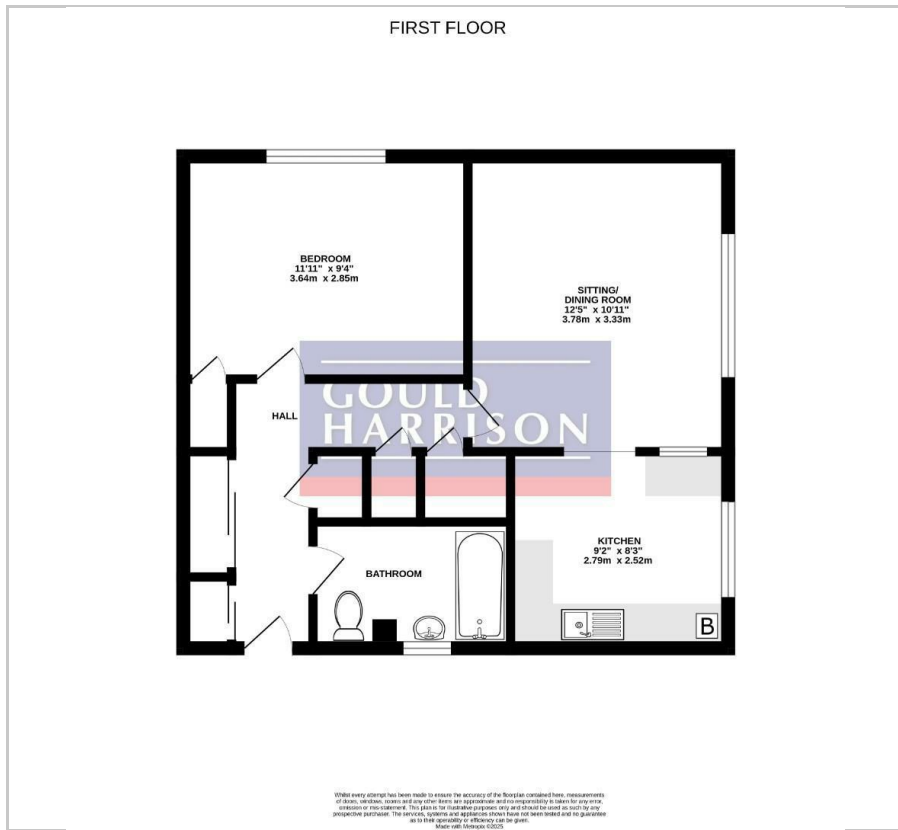 FIRST FLOOR
BEDROOM
11'11" x 9'4"
3.64m x 2.85m
SITTING/
DINING ROOM
12'5" x 10'11"
3.78m x 3.33m
HALL
GOULD
HARRISON
KITCHEN
9'2" x 8'3"
2.79m x 2.52m
BATHROOM
B
Whilst every attempt has been made to ensure the accuracy of the floorplan contained here, measurements
of doors, windows, rooms and any other items are approximate and no responsibility is taken for any error,
omission or mis-statement. This plan is for illustrative purposes only and should be used as such by any
prospective purchaser. The services, systems and appliances shown have not been tested and no guarantee
as to their operability or efficiency can be given.
Made with Metropix ©2025